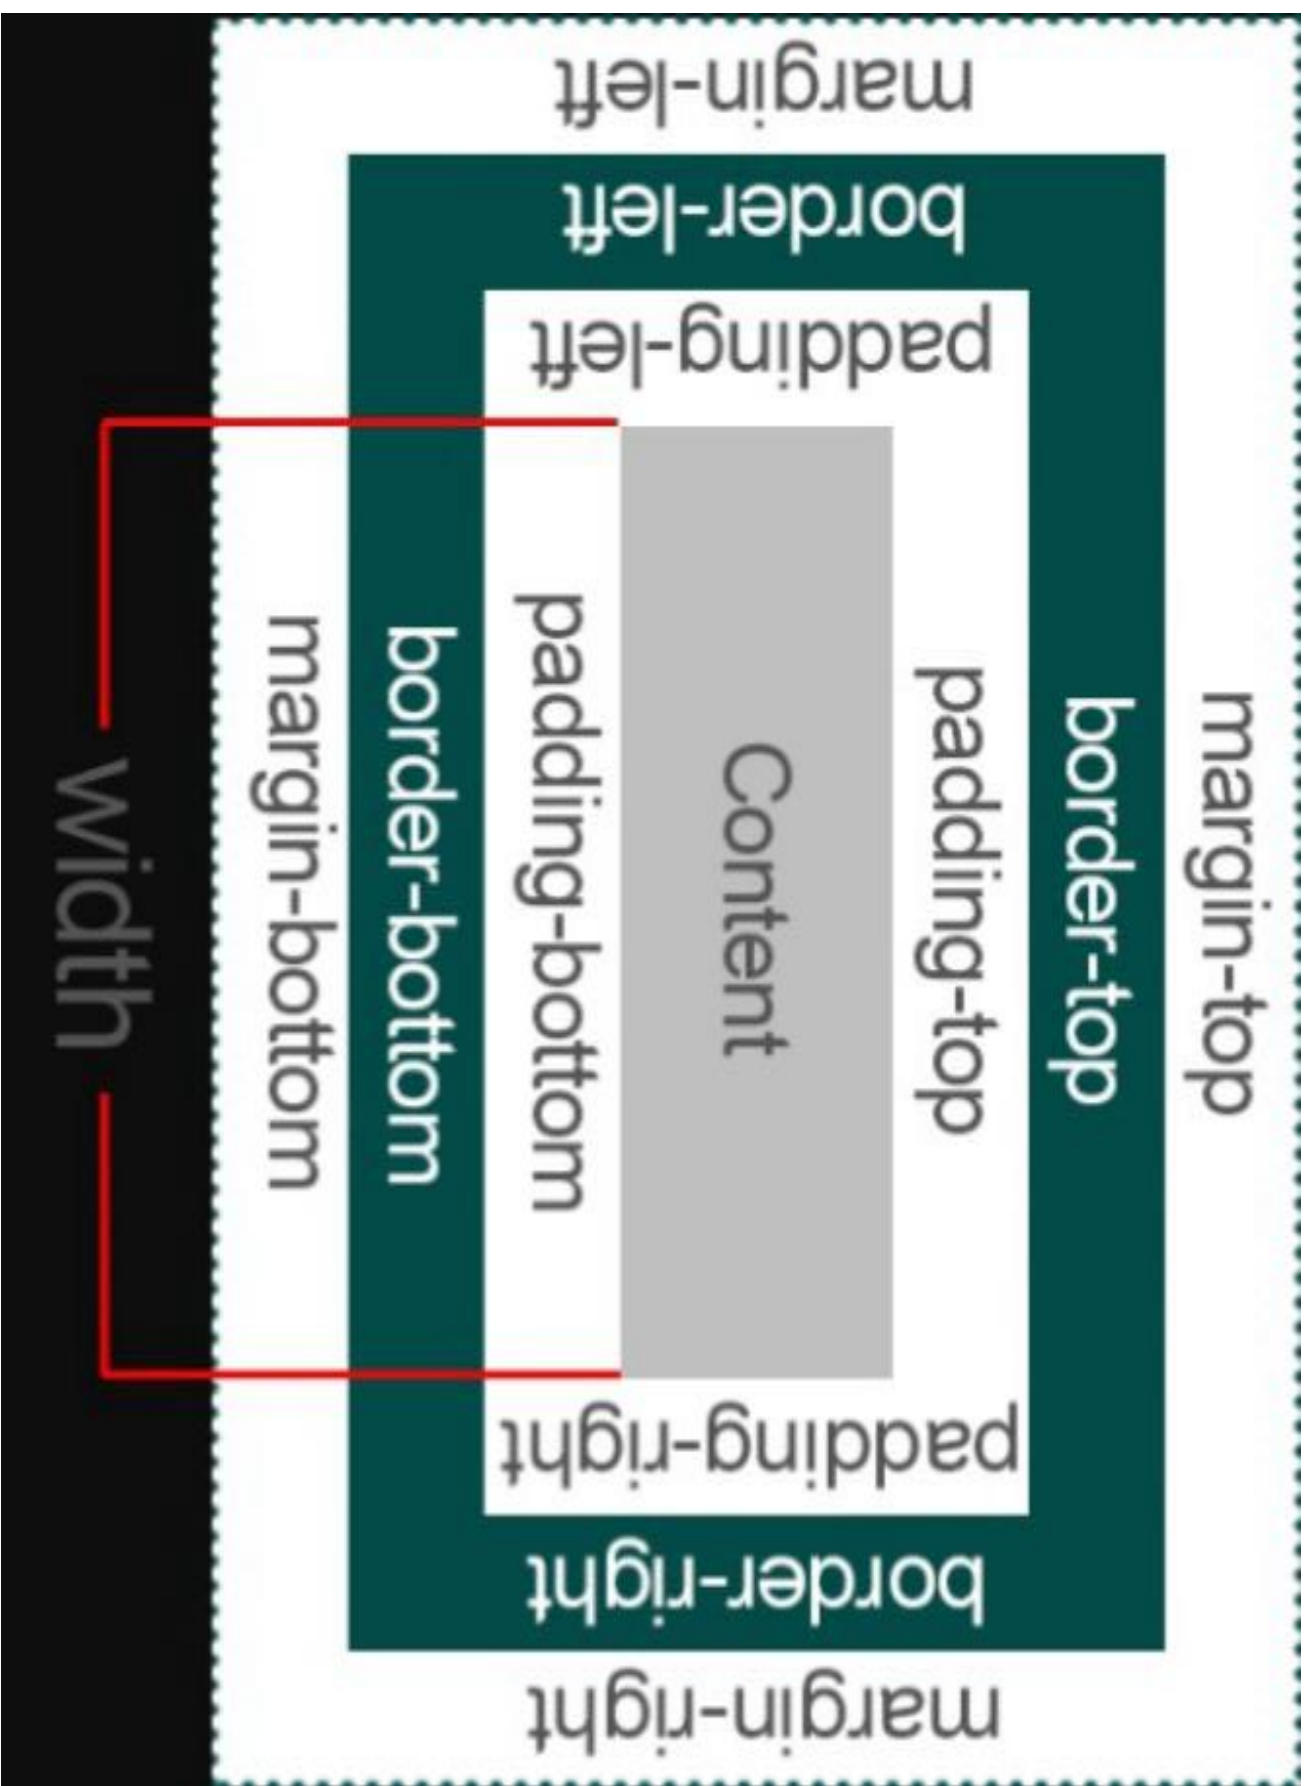 margin-top
border-top
padding-top
margin-left
border-left
padding-left
Content
padding-right
border-right
margin-right
padding-bottom
border-bottom
margin-bottom
width